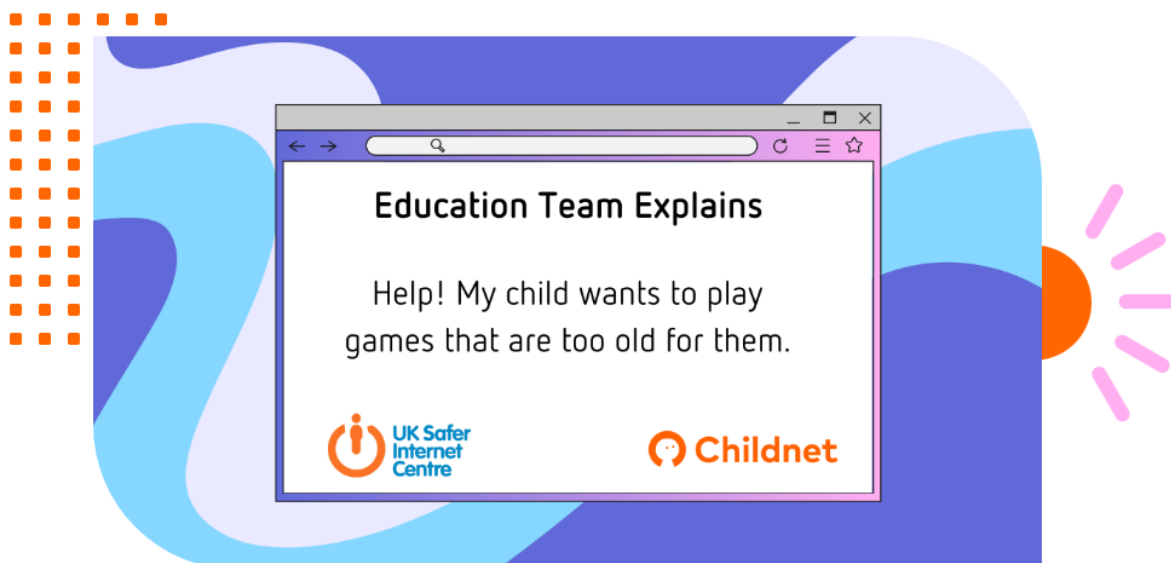 Education Team Explains
Help! My child wants to play
games that are too old for them.
UK Safer
Internet
Centre
Childnet